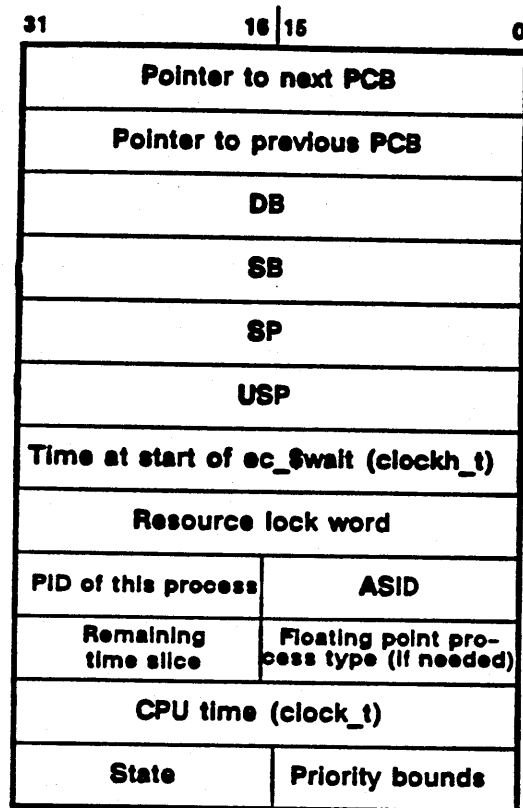 31 16 15 0
Pointer to next PCB
Pointer to previous PCB
DB
SB
SP
USP
Time at start of ec_$wait (clockh_t)
Resource lock word
PID of this process ASID
Remaining
time slice
Floating point pro-
cess type (if needed)
CPU time (clock_t)
State Priority bounds